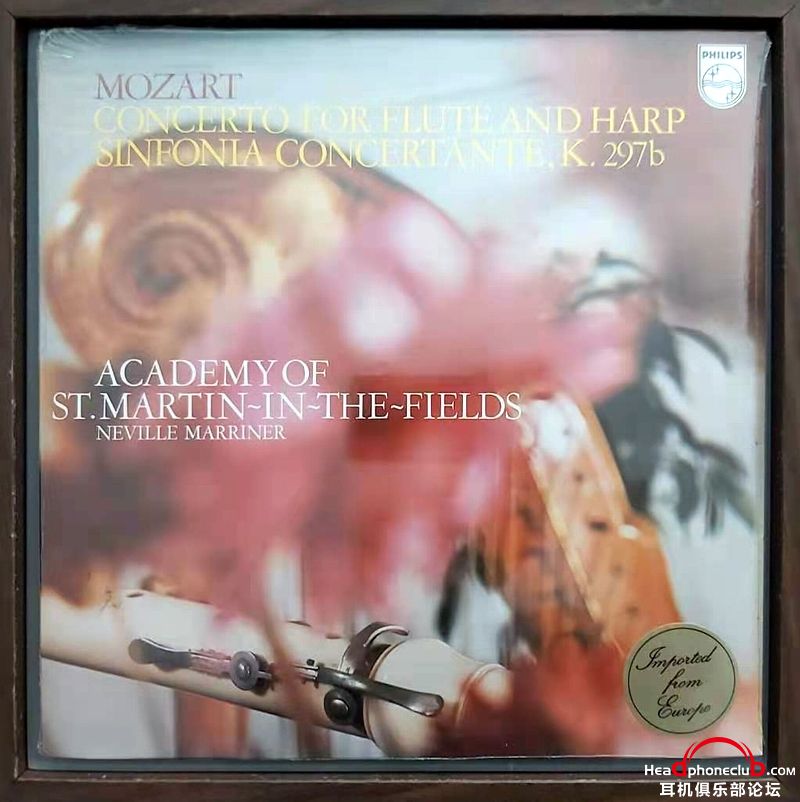 PHILIPS
MOZART
CONCERTO FOR FLUTE AND HARP
SINFONIA CONCERTANTE, K. 297b
ACADEMY OF
ST. MARTIN~IN~THE~FIELDS
NEVILLE MARRINER
Imported
from
Europe
Headphoneclub.com
耳机俱乐部论坛